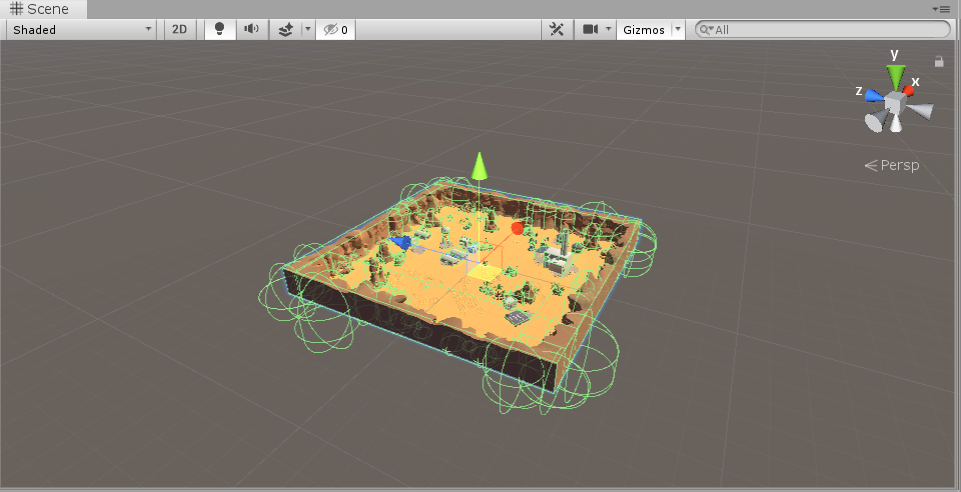 Scene
Shaded 2D 0 Gizmos All
y
x
z
Persp